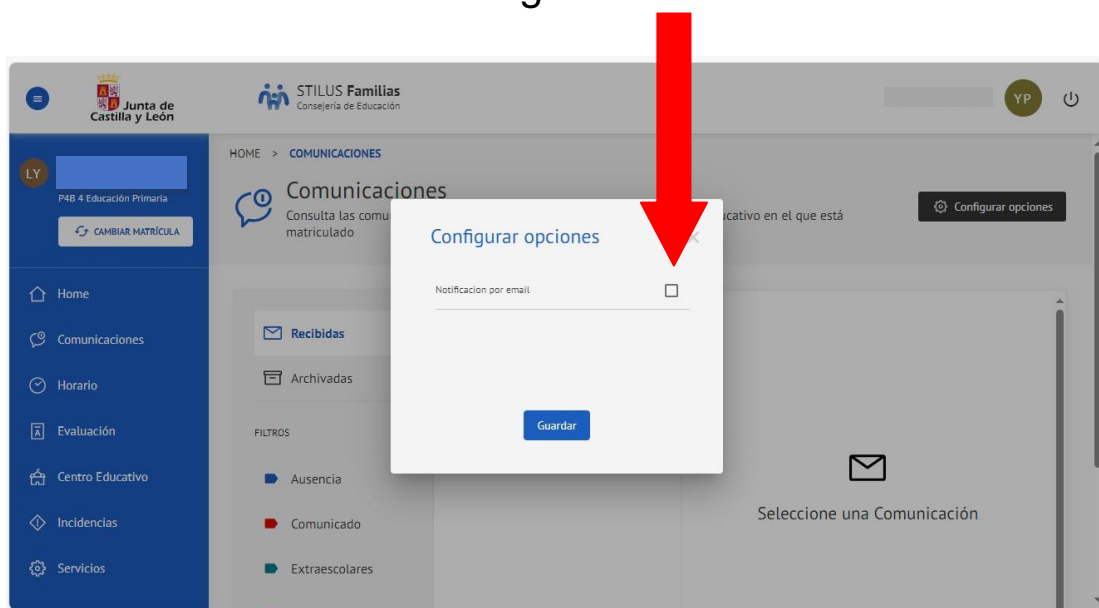 Junta de
Castilla y León
STILUS Familias
Consejería de Educación
YP
LY
P4B 4 Educación Primaria
CAMBIAR MATRÍCULA
Home
Comunicaciones
Horario
Evaluación
Centro Educativo
Incidencias
Servicios
HOME > COMUNICACIONES
Comunicaciones
Consulta las comu
ucativo en el que está
matriculado
Configurar opciones
Recibidas
Archivadas
FILTROS
Ausencia
Comunicado
Extraescolares
Configurar opciones
Notificacion por email
Guardar
Seleccione una Comunicación